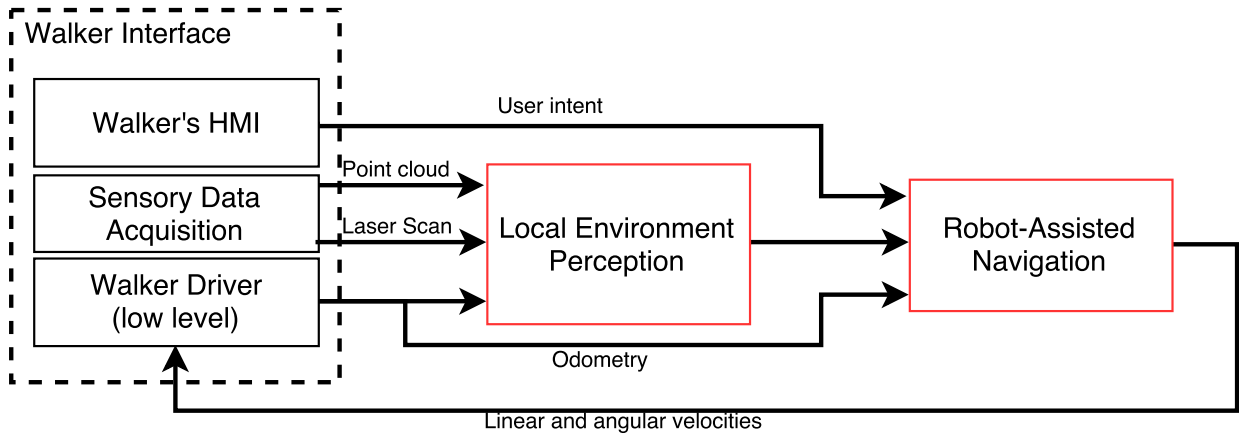 Walker Interface
Walker's HMI
User intent
Sensory Data
Acquisition
Point cloud
Laser Scan
Local Environment
Perception
Robot-Assisted
Navigation
Walker Driver
(low level)
Odometry
Linear and angular velocities